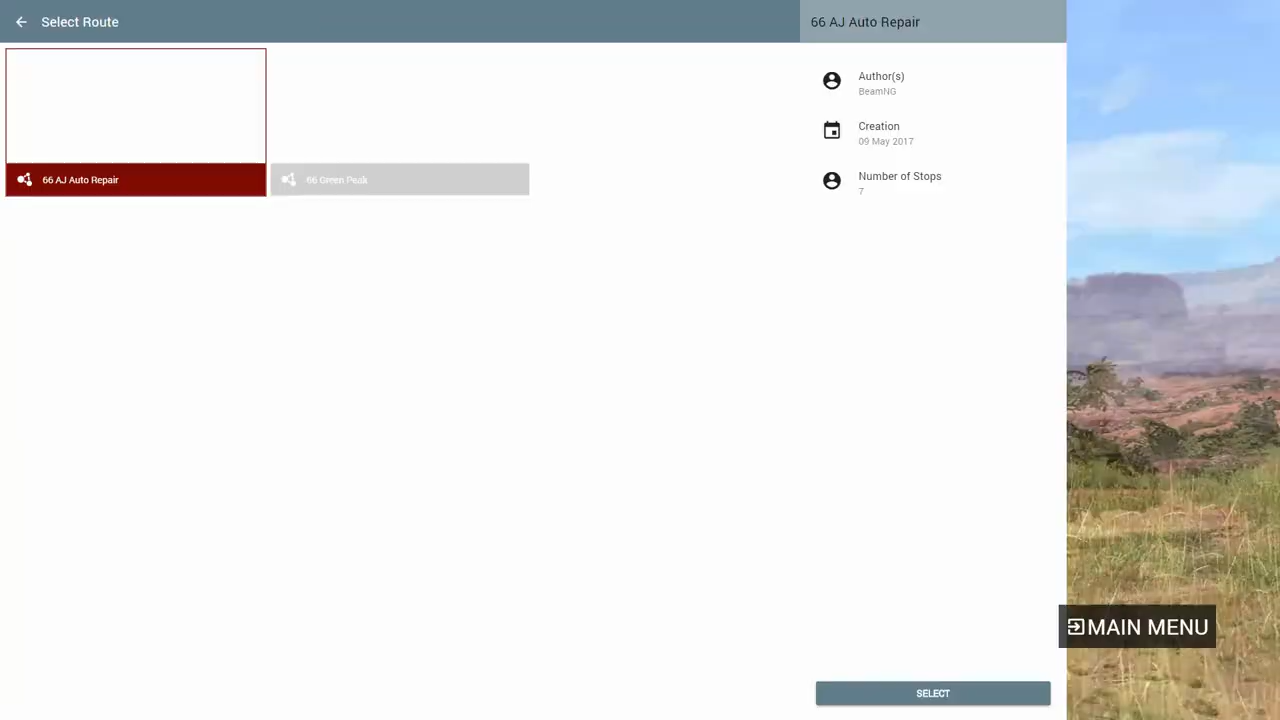 Select Route
66 AJ Auto Repair
66 Green Peak
66 AJ Auto Repair
Author(s)
BeamNG
Creation
09 May 2017
Number of Stops
7
MAIN MENU
SELECT